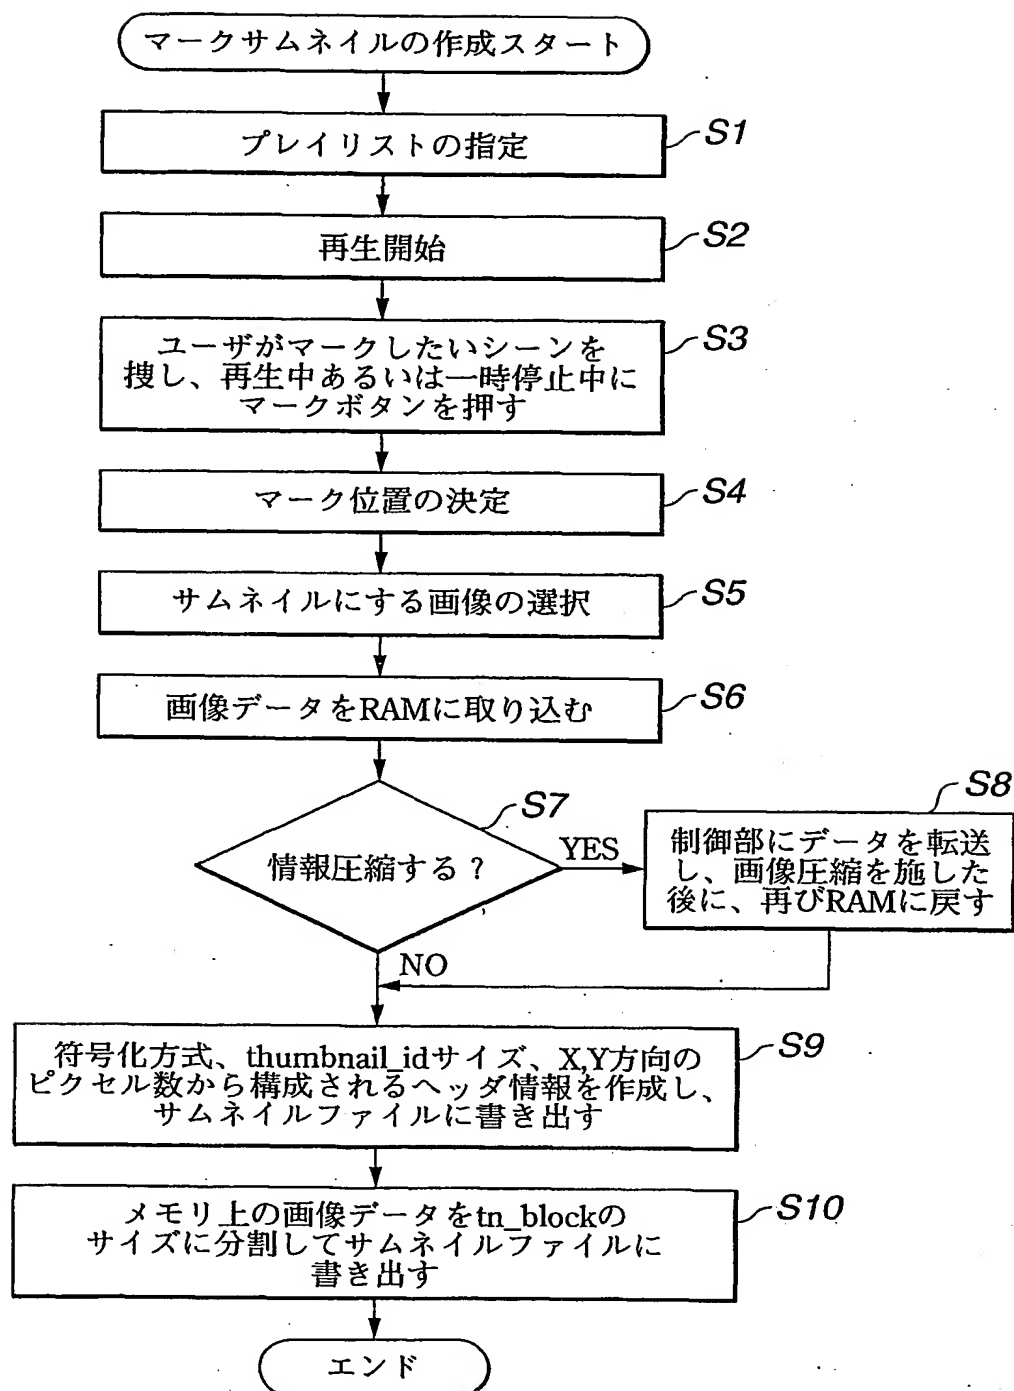 マークサムネイルの作成スタート
プレイリストの指定
S1
再生開始
S2
ユーザがマークしたいシーンを
捜し、再生中あるいは一時停止中に
マークボタンを押す
S3
マーク位置の決定
S4
サムネイルにする画像の選択
S5
画像データをRAMに取り込む
S6
情報圧縮する?
S7
YES
S8
制御部にデータを転送
し、画像圧縮を施した
後に、再びRAMに戻す
NO
符号化方式、thumbnail_idサイズ、X,Y方向の
ピクセル数から構成されるヘッダ情報を作成し、
サムネイルファイルに書き出す
S9
メモリ上の画像データをtn_blockの
サイズに分割してサムネイルファイルに
書き出す
S10
エンド